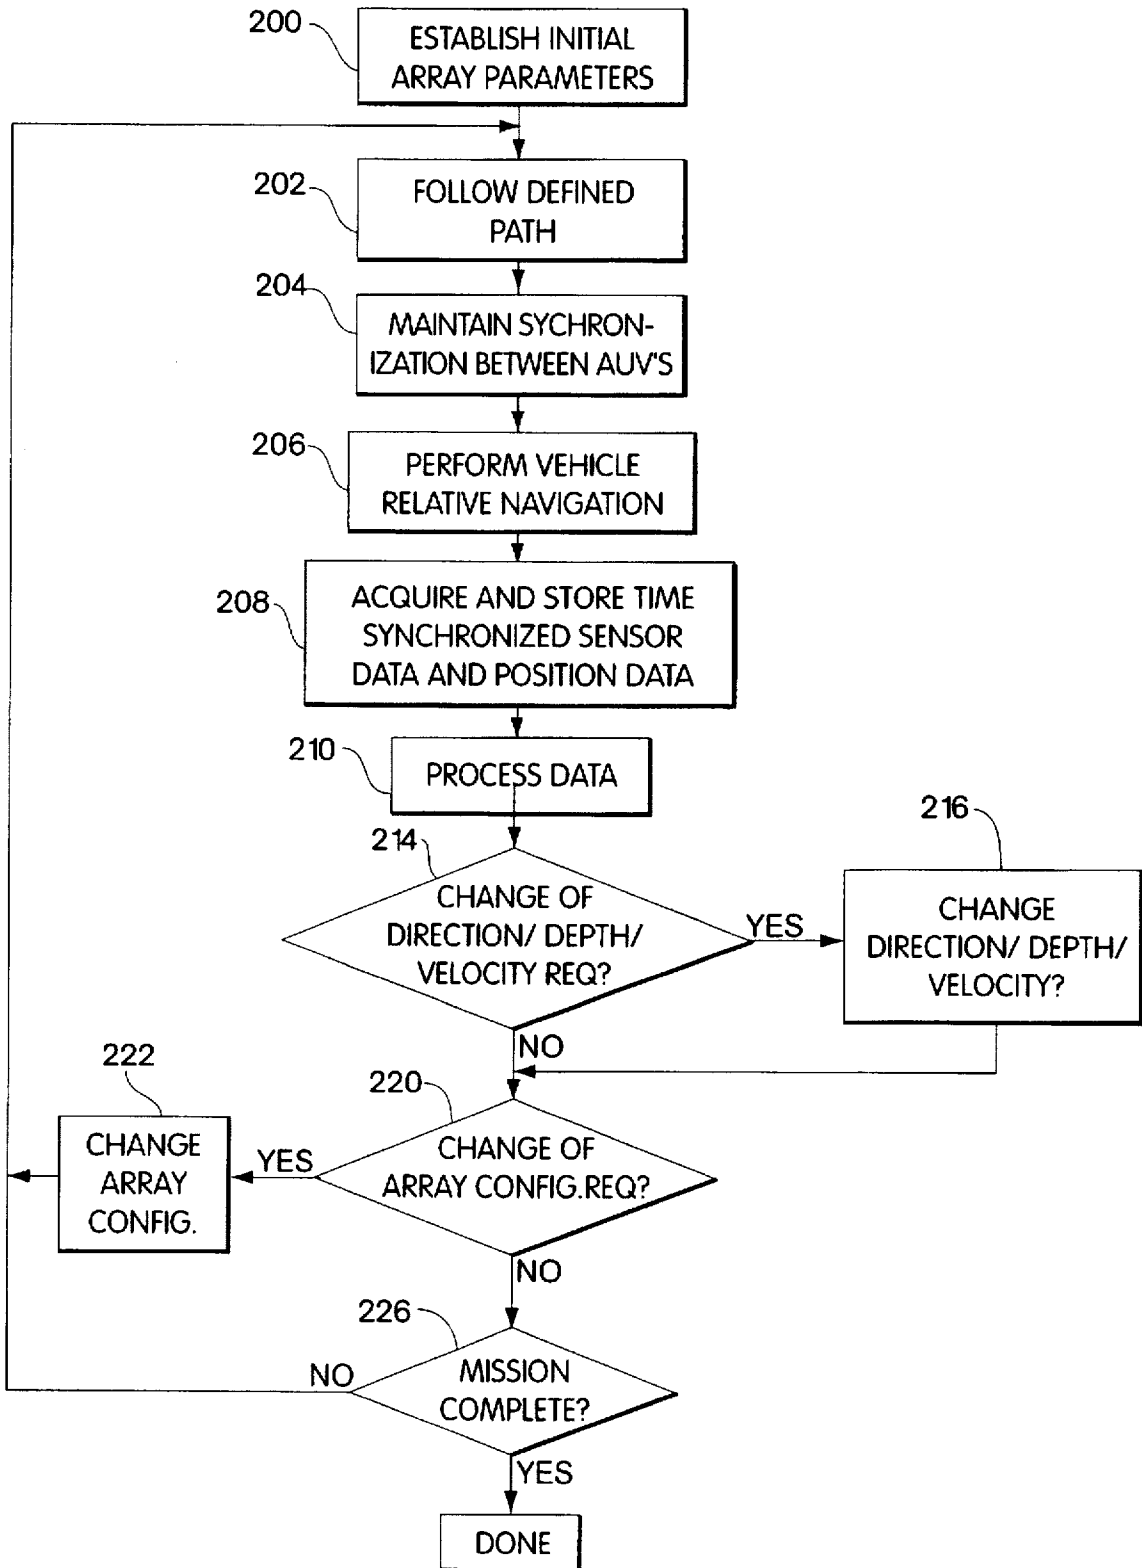 200
ESTABLISH INITIAL
ARRAY PARAMETERS
202
FOLLOW DEFINED
PATH
204
MAINTAIN SYCHRON-
IZATION BETWEEN AUV'S
206
PERFORM VEHICLE
RELATIVE NAVIGATION
208
ACQUIRE AND STORE TIME
SYNCHRONIZED SENSOR
DATA AND POSITION DATA
210
PROCESS DATA
214
CHANGE OF
DIRECTION/ DEPTH/
VELOCITY REQ?
YES
216
CHANGE
DIRECTION/ DEPTH/
VELOCITY?
NO
220
CHANGE OF
ARRAY CONFIG.REQ?
YES
222
CHANGE
ARRAY
CONFIG.
NO
226
MISSION
COMPLETE?
NO
YES
DONE